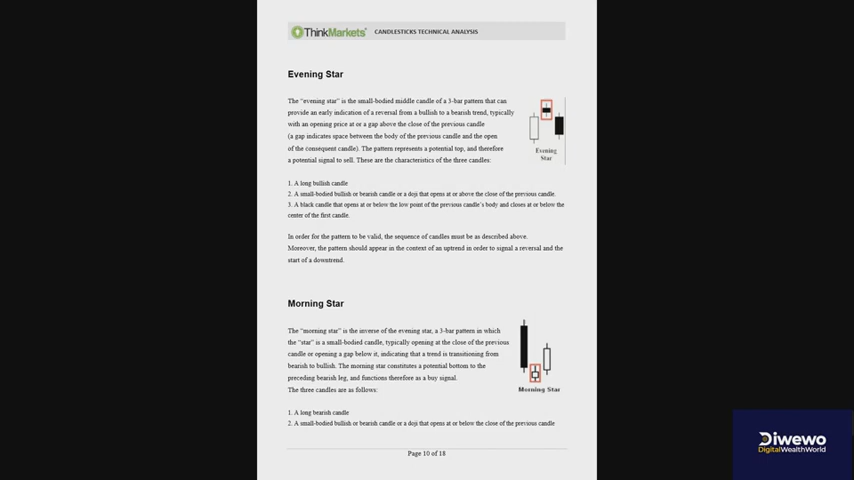 ThinkMarkets CANDLESTICKS TECHNICAL ANALYSIS
Evening Star
The "evening star" is the small-bodied middle candle of a 3-bar pattern that can
provide an early indication of a reversal from a bullish to a bearish trend, typically
with an opening price at or a gap above the close of the previous candle
(a gap indicates space between the body of the previous candle and the open
of the consequent candle). The pattern represents a potential top, and therefore
a potential signal to sell. These are the characteristics of the three candles:
Evening
Star
1. A long bullish candle
2. A small-bodied bullish or bearish candle or a doji that opens at or above the close of the previous candle.
3. A black candle that opens at or below the low point of the previous candle's body and closes at or below the
center of the first candle.
In order for the pattern to be valid, the sequence of candles must be as described above.
Moreover, the pattern should appear in the context of an uptrend in order to signal a reversal and the
start of a downtrend.
Morning Star
The "morning star" is the inverse of the evening star, a 3-bar pattern in which
the "star" is a small-bodied candle, typically opening at the close of the previous
candle or opening a gap below it, indicating that a trend is transitioning from
bearish to bullish. The morning star constitutes a potential bottom to the
preceding bearish leg, and functions therefore as a buy signal.
The three candles are as follows:
Morning Star
1. A long bearish candle
2. A small-bodied bullish or bearish candle or a doji that opens at or below the close of the previous candle
Page 10 of 18
Diwewo
DigitalWealthWorld